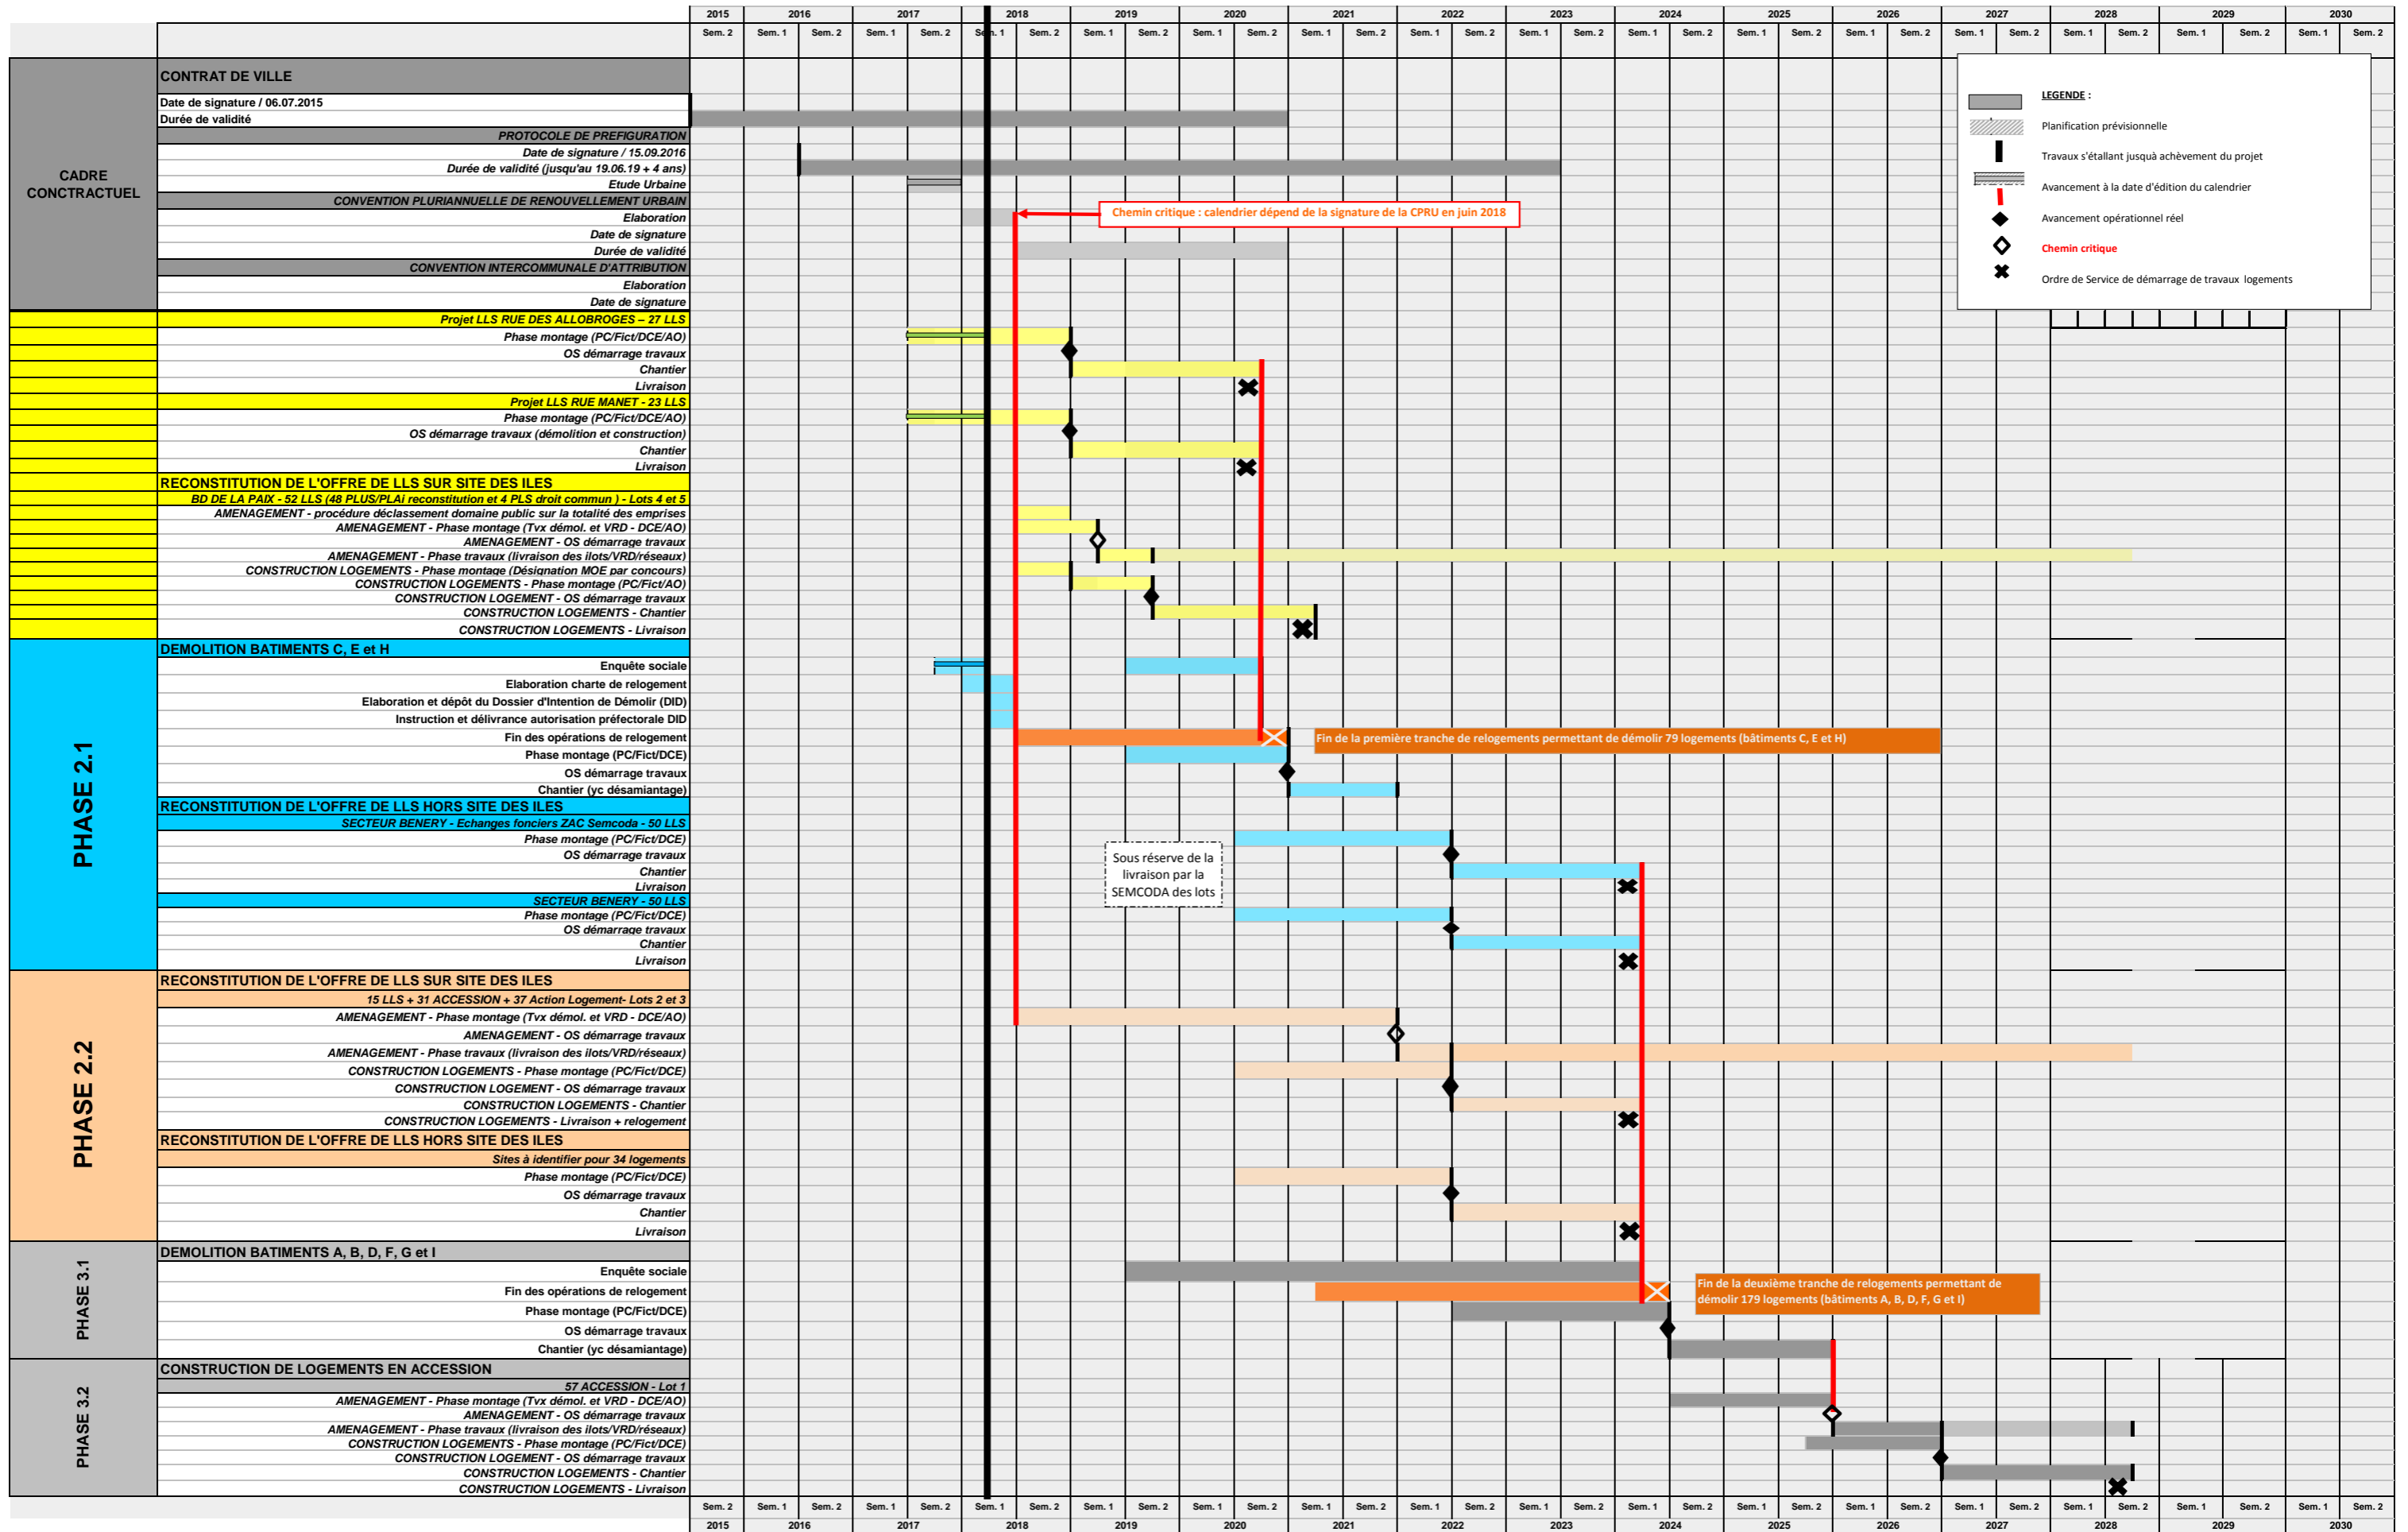 2015 2016 2017 2018 2019 2020 2021 2022 2023 2024 2025 2026 2027 2028 2029 2030
Sem. 2 Sem. 1 Sem. 2 Sem. 1 Sem. 2 Sem. 1 Sem. 2 Sem. 1 Sem. 2 Sem. 1 Sem. 2 Sem. 1 Sem. 2 Sem. 1 Sem. 2 Sem. 1 Sem. 2 Sem. 1 Sem. 2 Sem. 1 Sem. 2 Sem. 1 Sem. 2 Sem. 1 Sem. 2 Sem. 1 Sem. 2 Sem. 1 Sem. 2 Sem. 1 Sem. 2
LEGENDE :
Planification prévisionnelle
Travaux s'étallant jusquà achèvement du projet
Avancement à la date d'édition du calendrier
Avancement opérationnel réel
Chemin critique
Ordre de Service de démarrage de travaux logements
CADRE
CONCTRACTUEL
CONTRAT DE VILLE
Date de signature / 06.07.2015
Durée de validité
PROTOCOLE DE PREFIGURATION
Date de signature / 15.09.2016
Durée de validité (jusqu'au 19.06.19 + 4 ans)
Etude Urbaine
CONVENTION PLURIANNUELLE DE RENOUVELLEMENT URBAIN
Elaboration
Chemin critique : calendrier dépend de la signature de la CPRU en juin 2018
Date de signature
Durée de validité
CONVENTION INTERCOMMUNALE D'ATTRIBUTION
Elaboration
Date de signature
Projet LLS RUE DES ALLOBROGES – 27 LLS
Phase montage (PC/Fict/DCE/AO)
OS démarrage travaux
Chantier
Livraison
Projet LLS RUE MANET - 23 LLS
Phase montage (PC/Fict/DCE/AO)
OS démarrage travaux (démolition et construction)
Chantier
Livraison
RECONSTITUTION DE L'OFFRE DE LLS SUR SITE DES ILES
BD DE LA PAIX - 52 LLS (48 PLUS/PLAi reconstitution et 4 PLS droit commun ) - Lots 4 et 5
AMENAGEMENT - procédure déclassement domaine public sur la totalité des emprises
AMENAGEMENT - Phase montage (Tvx démol. et VRD - DCE/AO)
AMENAGEMENT - OS démarrage travaux
AMENAGEMENT - Phase travaux (livraison des ilots/VRD/réseaux)
CONSTRUCTION LOGEMENTS - Phase montage (Désignation MOE par concours)
CONSTRUCTION LOGEMENTS - Phase montage (PC/Fict/AO)
CONSTRUCTION LOGEMENT - OS démarrage travaux
CONSTRUCTION LOGEMENTS - Chantier
CONSTRUCTION LOGEMENTS - Livraison
PHASE 2.1
DEMOLITION BATIMENTS C, E et H
Enquête sociale
Elaboration charte de relogement
Elaboration et dépôt du Dossier d'Intention de Démolir (DID)
Instruction et délivrance autorisation préfectorale DID
Fin des opérations de relogement
Fin de la première tranche de relogements permettant de démolir 79 logements (bâtiments C, E et H)
Phase montage (PC/Fict/DCE)
OS démarrage travaux
Chantier (yc désamiantage)
RECONSTITUTION DE L'OFFRE DE LLS HORS SITE DES ILES
SECTEUR BENERY - Echanges fonciers ZAC Semcoda - 50 LLS
Phase montage (PC/Fict/DCE)
OS démarrage travaux
Chantier
Livraison
Sous réserve de la
livraison par la
SEMCODA des lots
SECTEUR BENERY - 50 LLS
Phase montage (PC/Fict/DCE)
OS démarrage travaux
Chantier
Livraison
PHASE 2.2
RECONSTITUTION DE L'OFFRE DE LLS SUR SITE DES ILES
15 LLS + 31 ACCESSION + 37 Action Logement- Lots 2 et 3
AMENAGEMENT - Phase montage (Tvx démol. et VRD - DCE/AO)
AMENAGEMENT - OS démarrage travaux
AMENAGEMENT - Phase travaux (livraison des ilots/VRD/réseaux)
CONSTRUCTION LOGEMENTS - Phase montage (PC/Fict/DCE)
CONSTRUCTION LOGEMENT - OS démarrage travaux
CONSTRUCTION LOGEMENTS - Chantier
CONSTRUCTION LOGEMENTS - Livraison + relogement
RECONSTITUTION DE L'OFFRE DE LLS HORS SITE DES ILES
Sites à identifier pour 34 logements
Phase montage (PC/Fict/DCE)
OS démarrage travaux
Chantier
Livraison
PHASE 3.1
DEMOLITION BATIMENTS A, B, D, F, G et I
Enquête sociale
Fin des opérations de relogement
Fin de la deuxième tranche de relogements permettant de
démolir 179 logements (bâtiments A, B, D, F, G et I)
Phase montage (PC/Fict/DCE)
OS démarrage travaux
Chantier (yc désamiantage)
PHASE 3.2
CONSTRUCTION DE LOGEMENTS EN ACCESSION
57 ACCESSION - Lot 1
AMENAGEMENT - Phase montage (Tvx démol. et VRD - DCE/AO)
AMENAGEMENT - OS démarrage travaux
AMENAGEMENT - Phase travaux (livraison des ilots/VRD/réseaux)
CONSTRUCTION LOGEMENTS - Phase montage (PC/Fict/DCE)
CONSTRUCTION LOGEMENT - OS démarrage travaux
CONSTRUCTION LOGEMENTS - Chantier
CONSTRUCTION LOGEMENTS - Livraison
Sem. 2 Sem. 1 Sem. 2 Sem. 1 Sem. 2 Sem. 1 Sem. 2 Sem. 1 Sem. 2 Sem. 1 Sem. 2 Sem. 1 Sem. 2 Sem. 1 Sem. 2 Sem. 1 Sem. 2 Sem. 1 Sem. 2 Sem. 1 Sem. 2 Sem. 1 Sem. 2 Sem. 1 Sem. 2 Sem. 1 Sem. 2 Sem. 1 Sem. 2 Sem. 1 Sem. 2
2015 2016 2017 2018 2019 2020 2021 2022 2023 2024 2025 2026 2027 2028 2029 2030